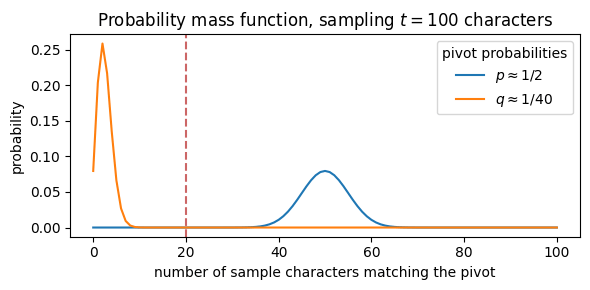 Probability mass function, sampling t = 100 characters
probability
0.25
0.20
0.15
0.10
0.05
0.00
pivot probabilities
p ≈ 1/2
q ≈ 1/40
0 20 40 60 80 100
number of sample characters matching the pivot